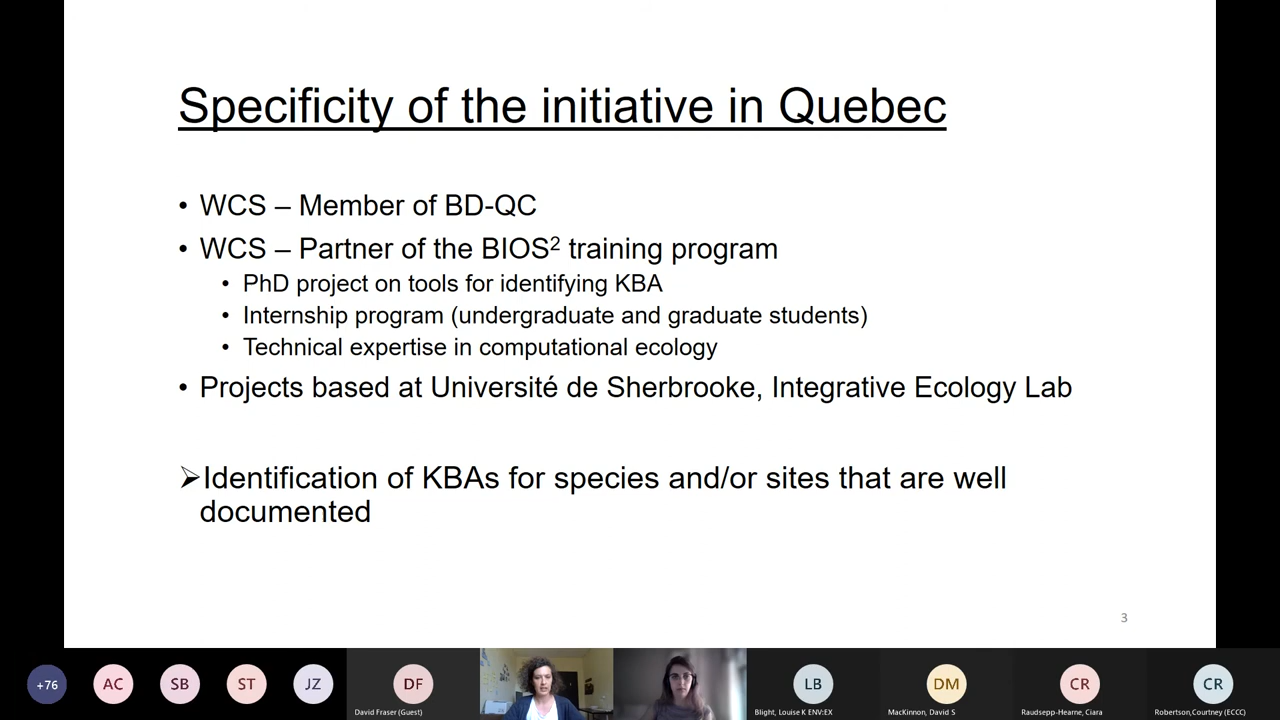 Specificity of the initiative in Quebec
• WCS – Member of BD-QC
• WCS – Partner of the BIOS² training program
• PhD project on tools for identifying KBA
• Internship program (undergraduate and graduate students)
• Technical expertise in computational ecology
• Projects based at Université de Sherbrooke, Integrative Ecology Lab
➢Identification of KBAs for species and/or sites that are well
documented
3
+76 AC SB ST JZ DF LB DM CR CR
David Fraser (Guest) Blight, Louise K ENV:EX MacKinnon, David S Raudsepp-Hearne, Ciara Robertson,Courtney (ECCC)